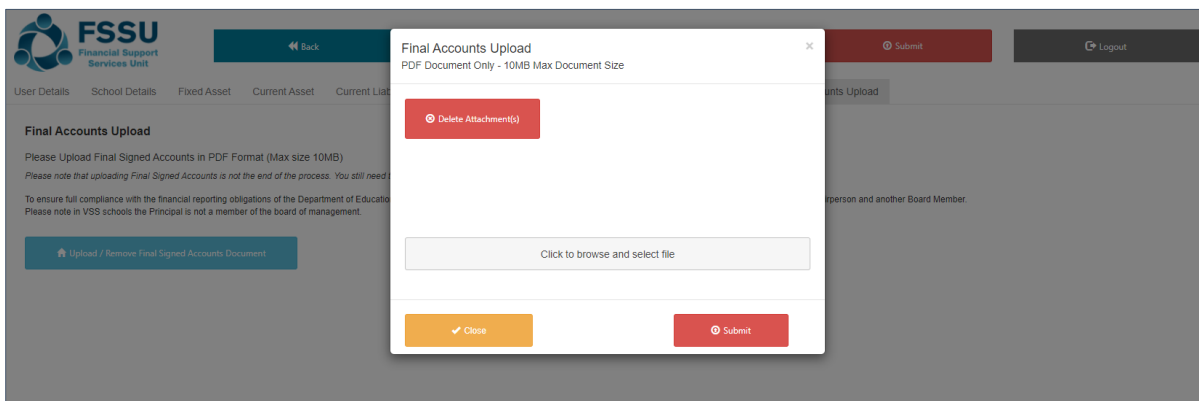 FSSU
Financial Support
Services Unit
Back
Submit
Logout
User Details School Details Fixed Asset Current Asset Current Liab
unts Upload
Final Accounts Upload
Please Upload Final Signed Accounts in PDF Format (Max size 10MB)
Please note that uploading Final Signed Accounts is not the end of the process. You still need
To ensure full compliance with the financial reporting obligations of the Department of Educatio
irperson and another Board Member.
Please note in VSS schools the Principal is not a member of the board of management.
Upload / Remove Final Signed Accounts Document
Final Accounts Upload ×
PDF Document Only - 10MB Max Document Size
Delete Attachment(s)
Click to browse and select file
Close
Submit